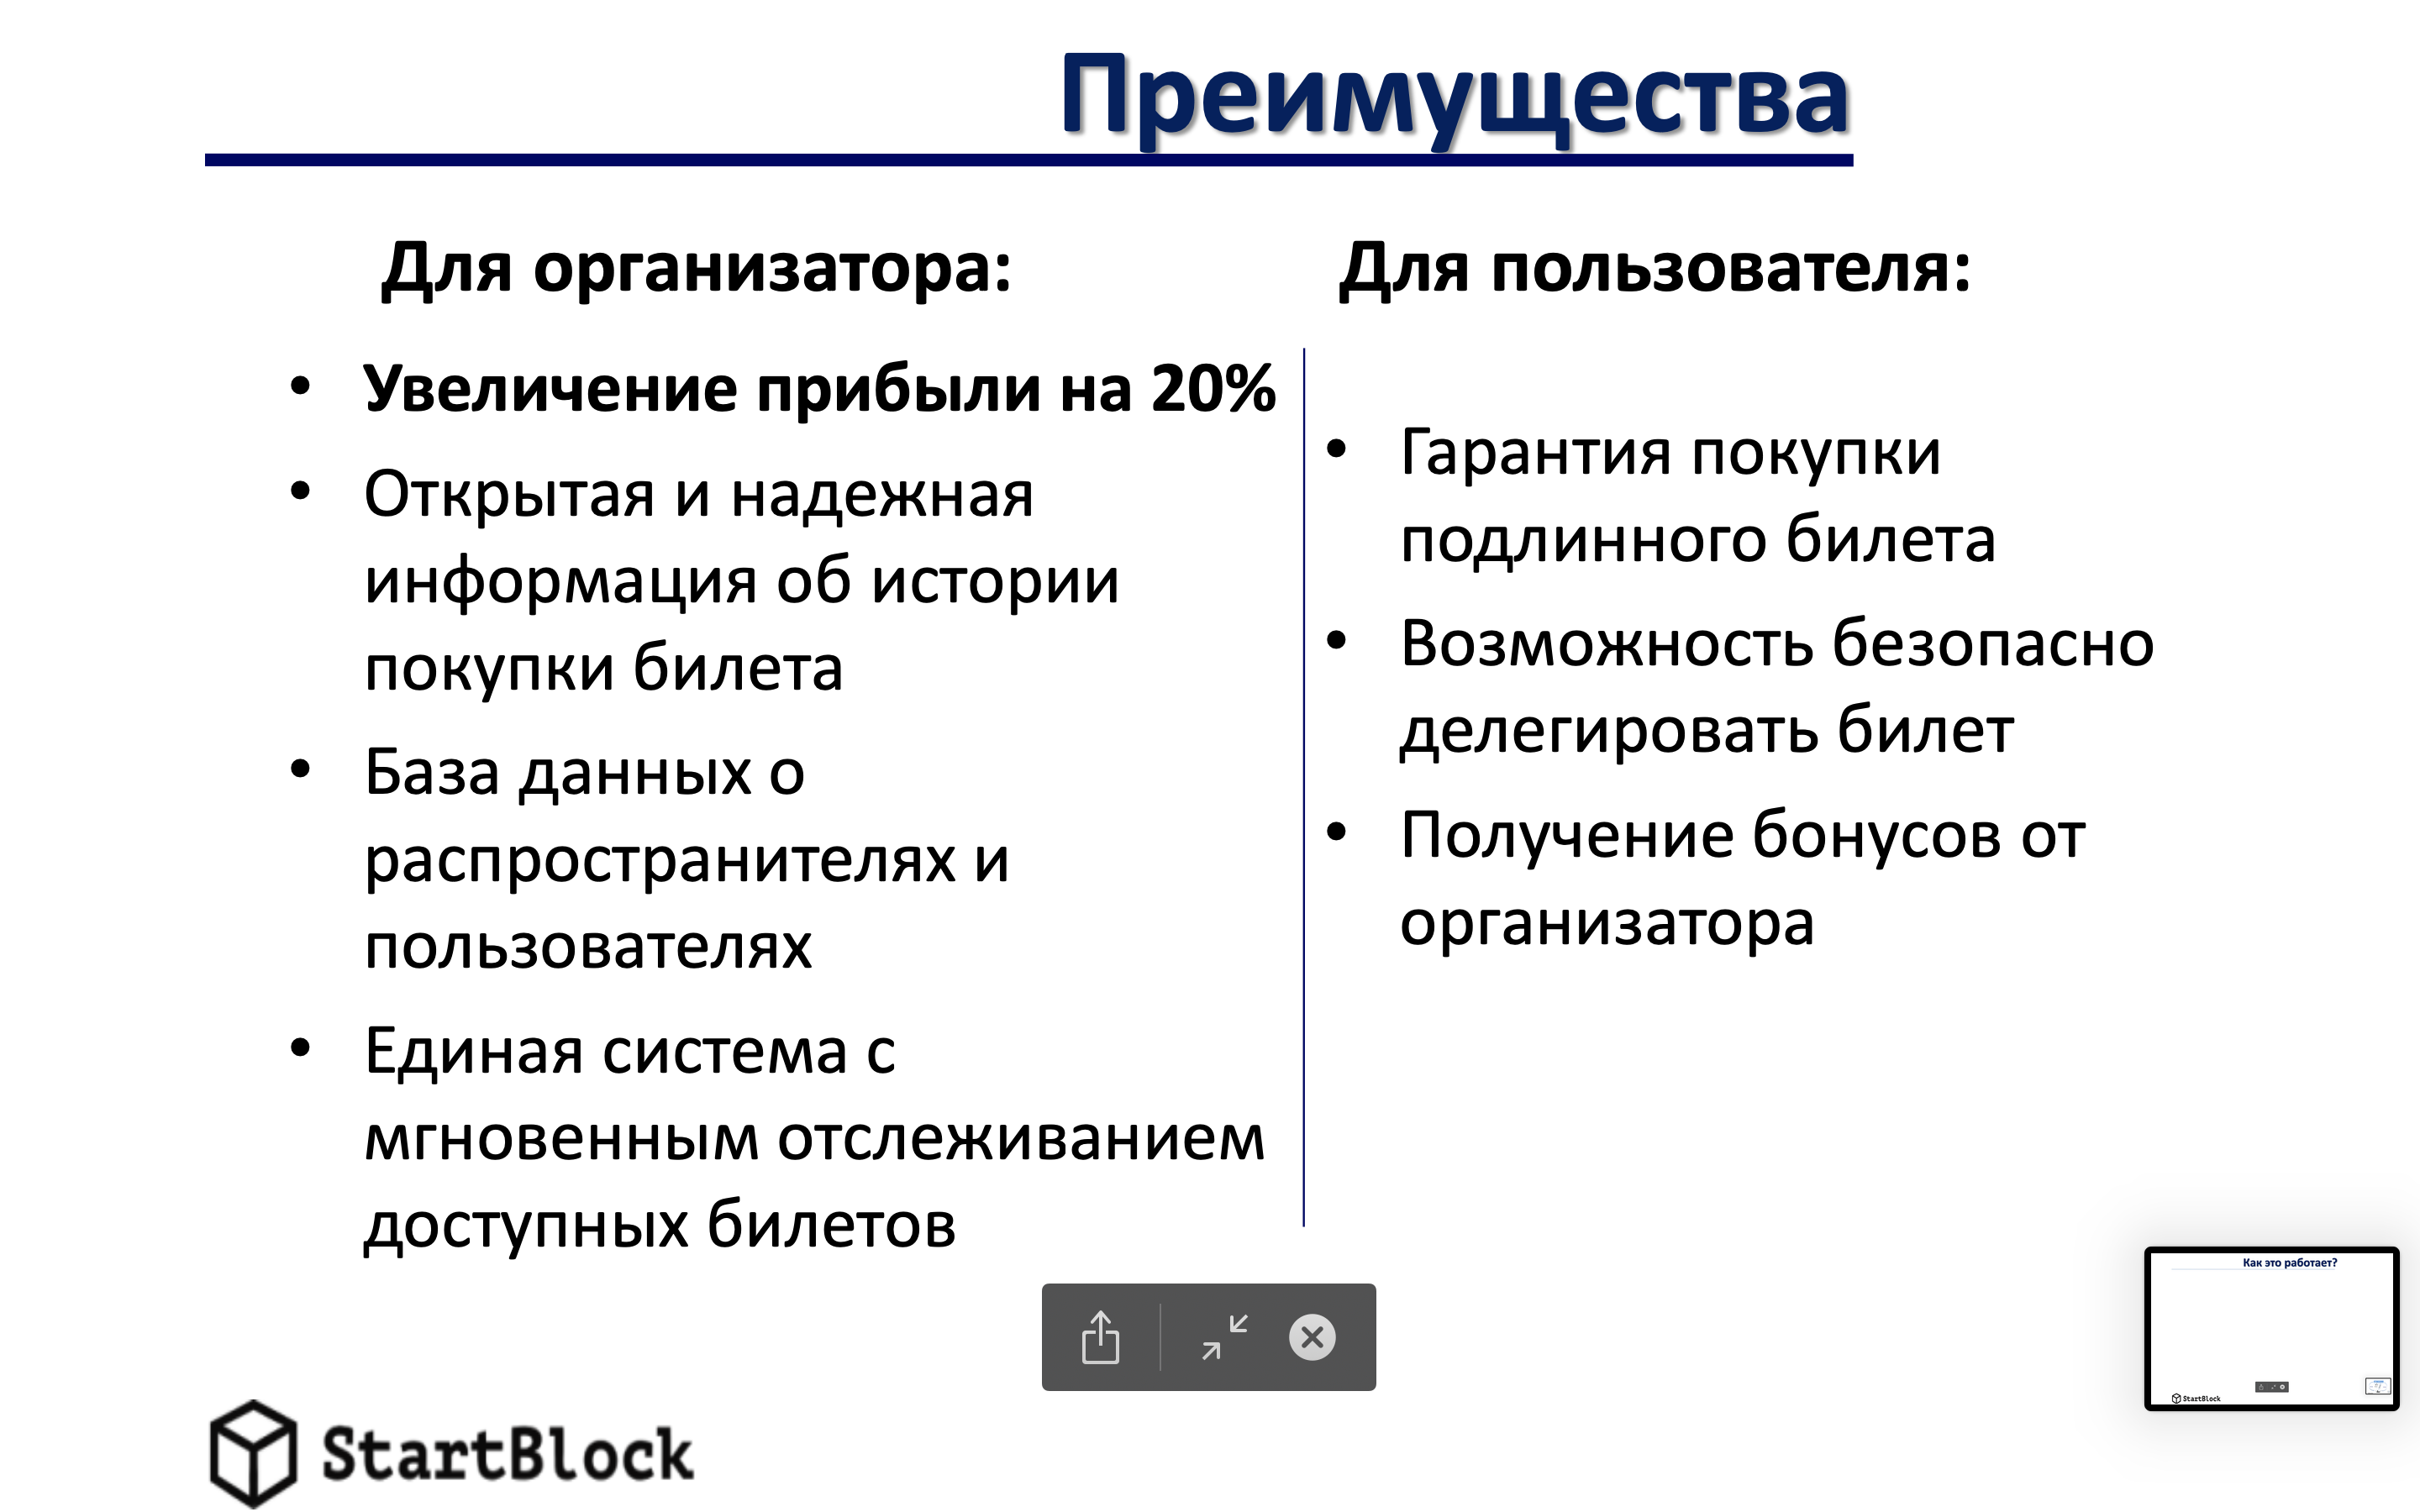 Преимущества
Для организатора:
• Увеличение прибыли на 20%
• Открытая и надежная
информация об истории
покупки билета
• База данных о
распространителях и
пользователях
• Единая система с
мгновенным отслеживанием
доступных билетов
Для пользователя:
• Гарантия покупки
подлинного билета
• Возможность безопасно
делегировать билет
• Получение бонусов от
организатора
Как это работает?
StartBlock
StartBlock